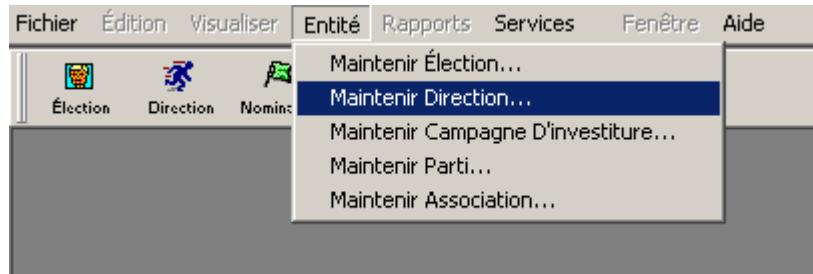 Fichier Édition Visualiser Entité Rapports Services Fenêtre Aide
Maintenir Élection...
Maintenir Direction...
Élection Direction
Maintenir Campagne D'investiture...
Maintenir Parti...
Maintenir Association...